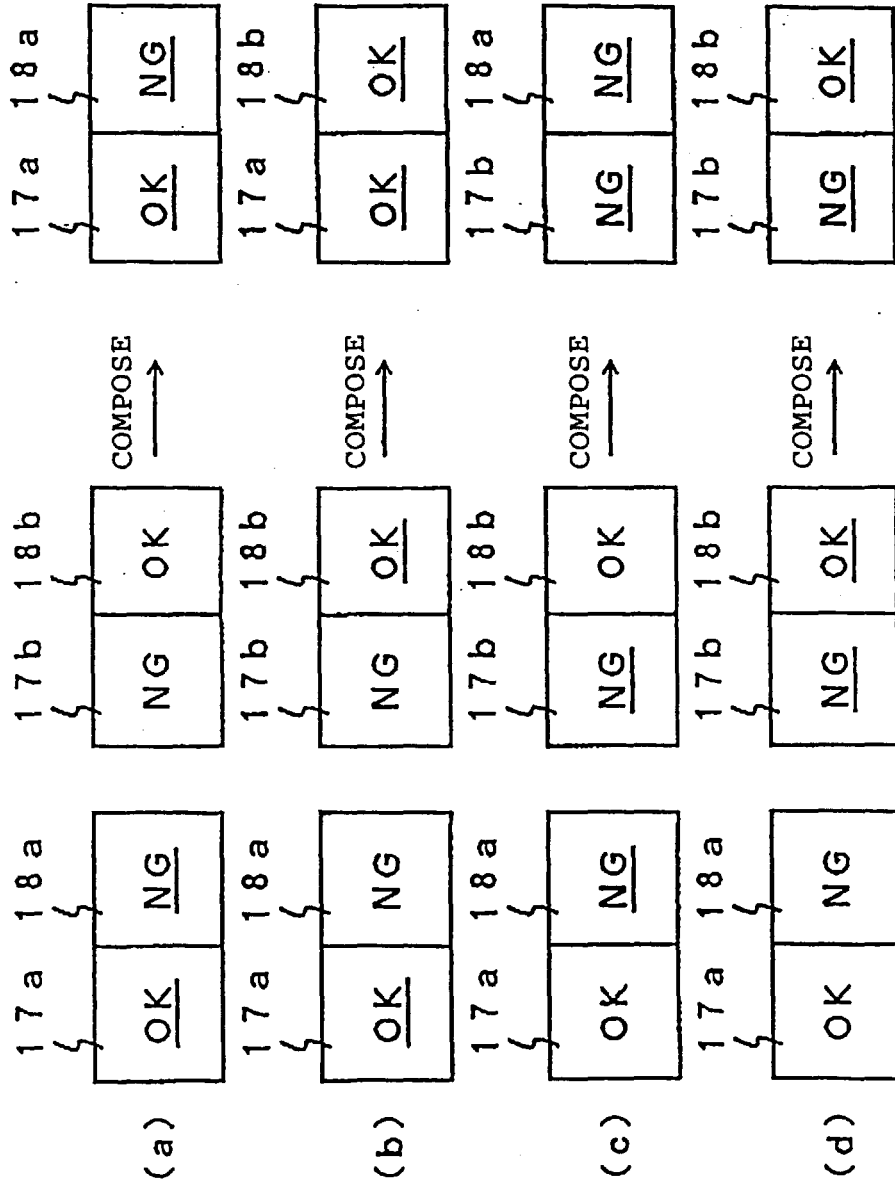 17a 18a 17b 18b 17a 18a
(a) OK NG NG OK COMPOSE OK NG
17a 18a 17b 18b 17a 18b
(b) OK NG NG OK COMPOSE OK OK
17a 18a 17b 18b 17b 18a
(c) OK NG NG OK COMPOSE NG NG
17a 18a 17b 18b 17b 18b
(d) OK NG NG OK COMPOSE NG OK